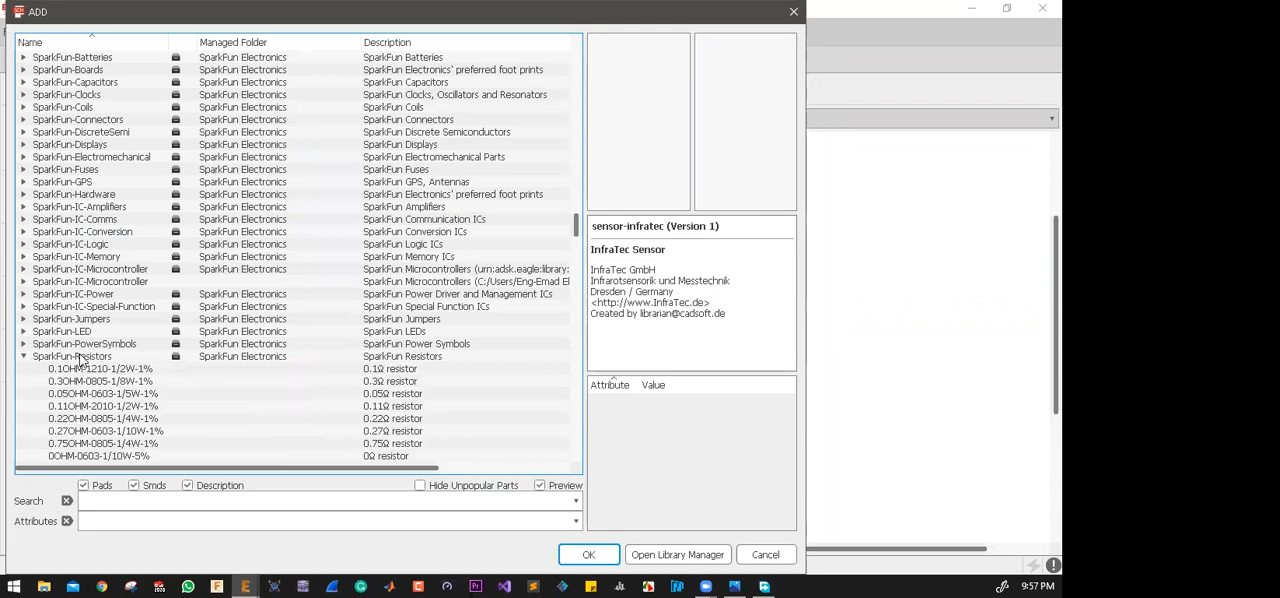 ADD
Name Managed Folder Description
SparkFun-Batteries SparkFun Electronics SparkFun Batteries
SparkFun-Boards SparkFun Electronics SparkFun Electronics' preferred foot prints
SparkFun-Capacitors SparkFun Electronics SparkFun Capacitors
SparkFun-Clocks SparkFun Electronics SparkFun Clocks, Oscillators and Resonators
SparkFun-Coils SparkFun Electronics SparkFun Coils
SparkFun-Connectors SparkFun Electronics SparkFun Connectors
SparkFun-DiscreteSemi SparkFun Electronics SparkFun Discrete Semiconductors
SparkFun-Displays SparkFun Electronics SparkFun Displays
SparkFun-Electromechanical SparkFun Electronics SparkFun Electromechanical Parts
SparkFun-Fuses SparkFun Electronics SparkFun Fuses
SparkFun-GPS SparkFun Electronics SparkFun GPS, Antennas
SparkFun-Hardware SparkFun Electronics SparkFun Electronics' preferred foot prints
SparkFun-IC-Amplifiers SparkFun Electronics SparkFun Amplifiers
SparkFun-IC-Comms SparkFun Electronics SparkFun Communication ICs
SparkFun-IC-Conversion SparkFun Electronics SparkFun Conversion ICs
SparkFun-IC-Logic SparkFun Electronics SparkFun Logic ICs
SparkFun-IC-Memory SparkFun Electronics SparkFun Memory ICs
SparkFun-IC-Microcontroller SparkFun Electronics SparkFun Microcontrollers (urn:adsk.eagle:library:
SparkFun-IC-Microcontroller SparkFun Microcontrollers (C:/Users/Eng-Emad El
SparkFun-IC-Power SparkFun Electronics SparkFun Power Driver and Management ICs
SparkFun-IC-Special-Function SparkFun Electronics SparkFun Special Function ICs
SparkFun-Jumpers SparkFun Electronics SparkFun Jumpers
SparkFun-LED SparkFun Electronics SparkFun LEDs
SparkFun-PowerSymbols SparkFun Electronics SparkFun Power Symbols
SparkFun-Resistors SparkFun Electronics SparkFun Resistors
0.1OHM-1210-1/2W-1% 0.1Ω resistor
0.3OHM-0805-1/8W-1% 0.3Ω resistor
0.05OHM-0603-1/5W-1% 0.05Ω resistor
0.11OHM-2010-1/2W-1% 0.11Ω resistor
0.22OHM-0805-1/4W-1% 0.22Ω resistor
0.27OHM-0603-1/10W-1% 0.27Ω resistor
0.75OHM-0805-1/4W-1% 0.75Ω resistor
0OHM-0603-1/10W-5% 0Ω resistor
sensor-infratec (Version 1)
InfraTec Sensor
InfraTec GmbH
Infrarotsensorik und Messtechnik
Dresden / Germany
<http://www.InfraTec.de>
Created by librarian@cadsoft.de
Attribute Value
Pads Smds Description Hide Unpopular Parts Preview
Search
Attributes
OK Open Library Manager Cancel
9:57 PM